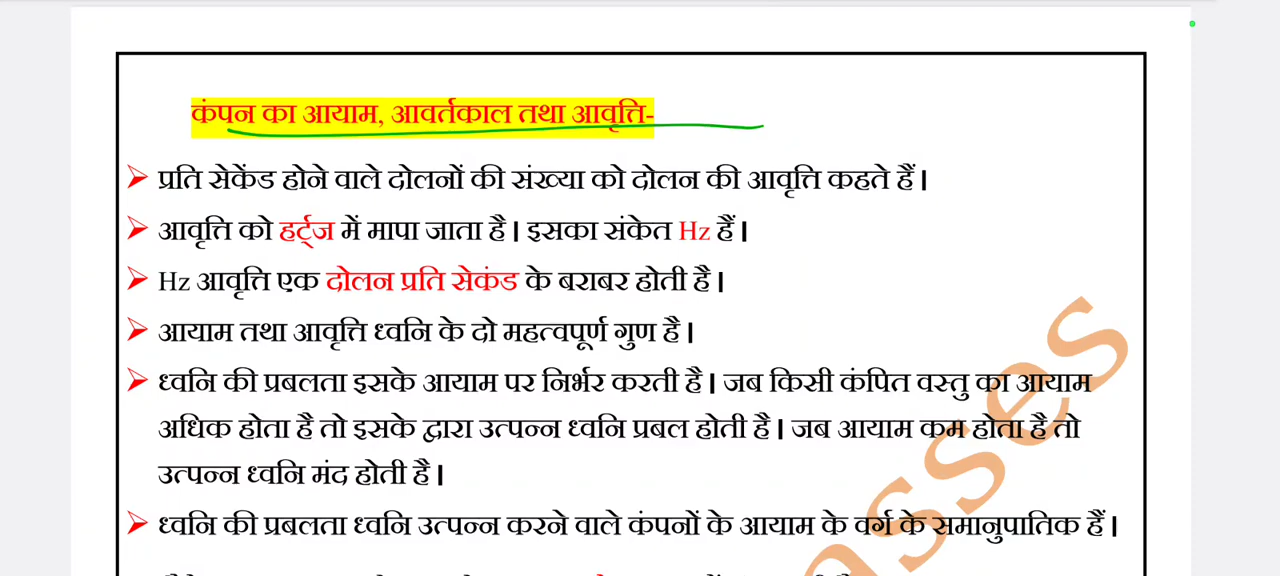 कंपन का आयाम, आवर्तकाल तथा आवृत्ति-
प्रति सेकेंड होने वाले दोलनों की संख्या को दोलन की आवृत्ति कहते हैं।
आवृत्ति को हर्ट्ज में मापा जाता है। इसका संकेत Hz हैं।
Hz आवृत्ति एक दोलन प्रति सेकंड के बराबर होती है।
आयाम तथा आवृत्ति ध्वनि के दो महत्वपूर्ण गुण है।
ध्वनि की प्रबलता इसके आयाम पर निर्भर करती है। जब किसी कंपित वस्तु का आयाम
अधिक होता है तो इसके द्वारा उत्पन्न ध्वनि प्रबल होती है। जब आयाम कम होता है तो
उत्पन्न ध्वनि मंद होती है।
ध्वनि की प्रबलता ध्वनि उत्पन्न करने वाले कंपनों के आयाम के वर्ग के समानुपातिक हैं।
asses